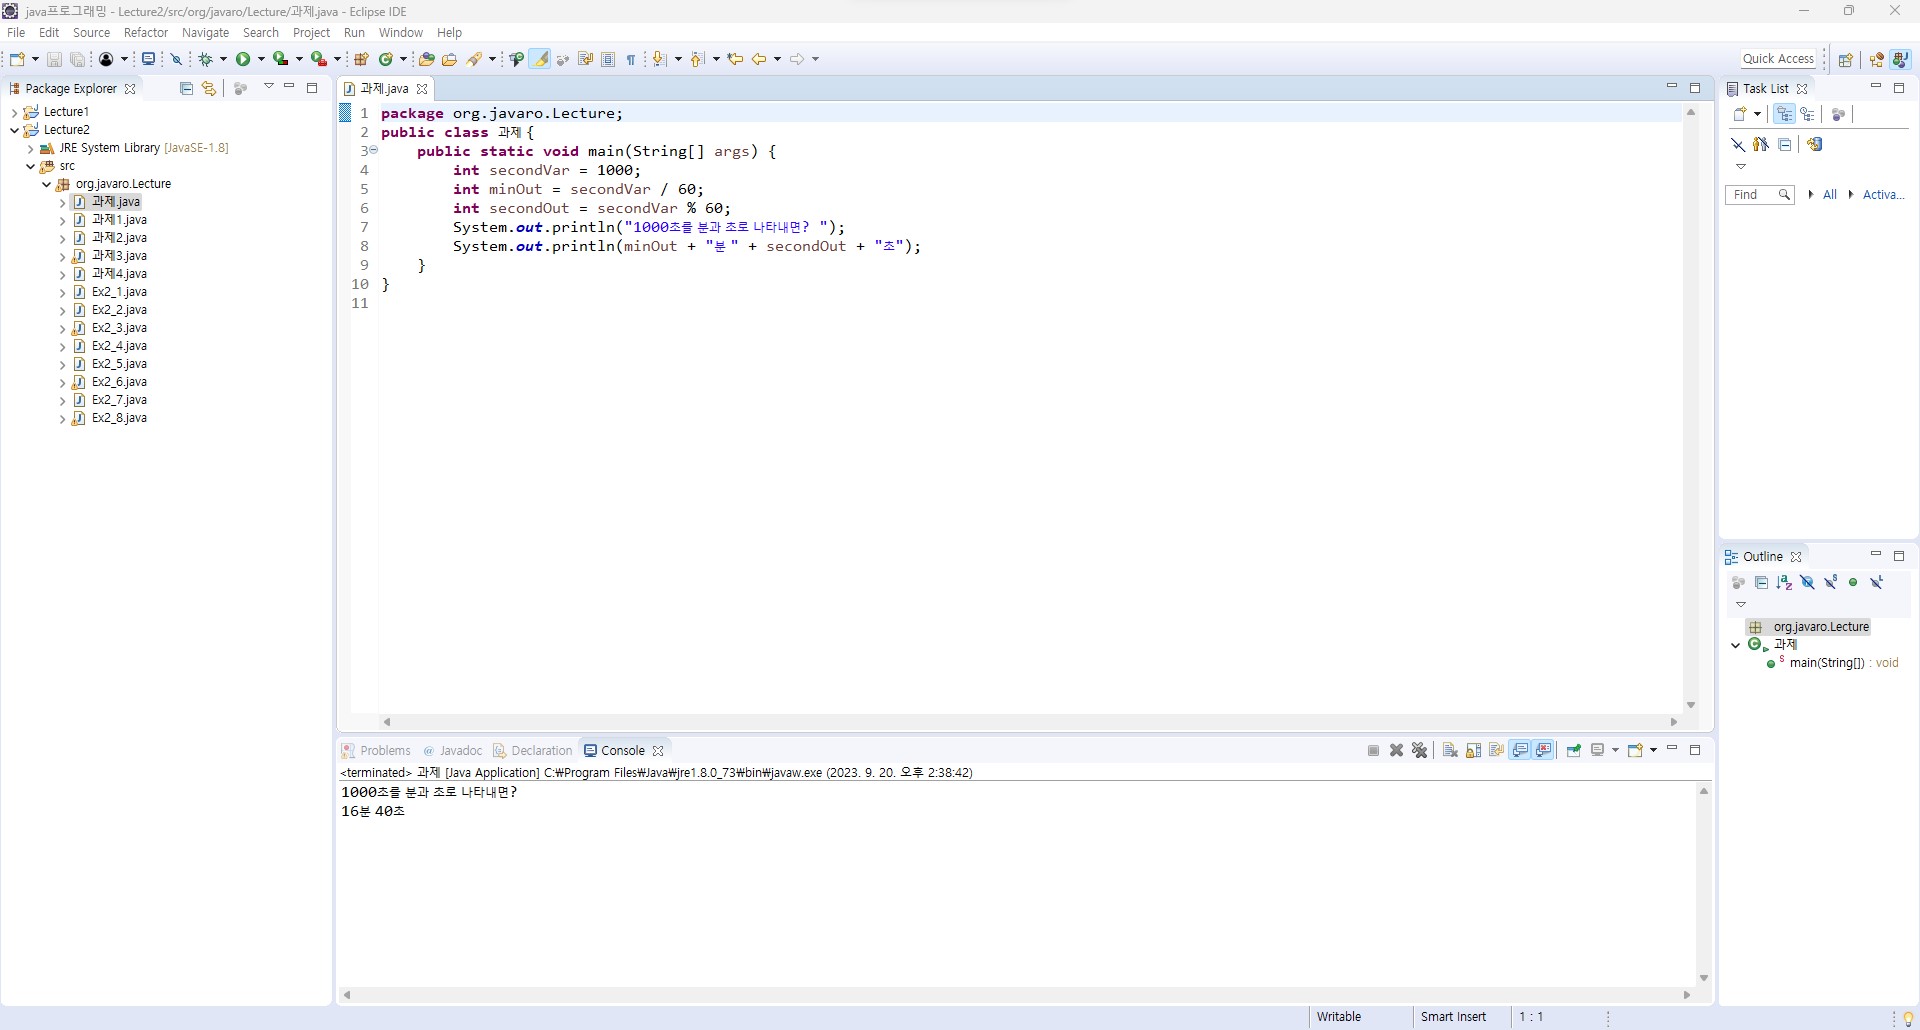 java프로그래밍 - Lecture2/src/org/javaro/Lecture/과제.java - Eclipse IDE
File Edit Source Refactor Navigate Search Project Run Window Help
Quick Access
Package Explorer
Lecture1
Lecture2
JRE System Library [JavaSE-1.8]
src
org.javaro.Lecture
과제.java
과제1.java
과제2.java
과제3.java
과제4.java
Ex2_1.java
Ex2_2.java
Ex2_3.java
Ex2_4.java
Ex2_5.java
Ex2_6.java
Ex2_7.java
Ex2_8.java
과제.java
1 package org.javaro.Lecture;
2 public class 과제 {
3 public static void main(String[] args) {
4 int secondVar = 1000;
5 int minOut = secondVar / 60;
6 int secondOut = secondVar % 60;
7 System.out.println("1000초를 분과 초로 나타내면? ");
8 System.out.println(minOut + "분 " + secondOut + "초");
9 }
10 }
11
Problems @ Javadoc Declaration Console
<terminated> 과제 [Java Application] C:₩Program Files₩Java₩jre1.8.0_73₩bin₩javaw.exe (2023. 9. 20. 오후 2:38:42)
1000초를 분과 초로 나타내면?
16분 40초
Task List
Find All Activa...
Outline
org.javaro.Lecture
과제
main(String[]) : void
Writable Smart Insert 1 : 1